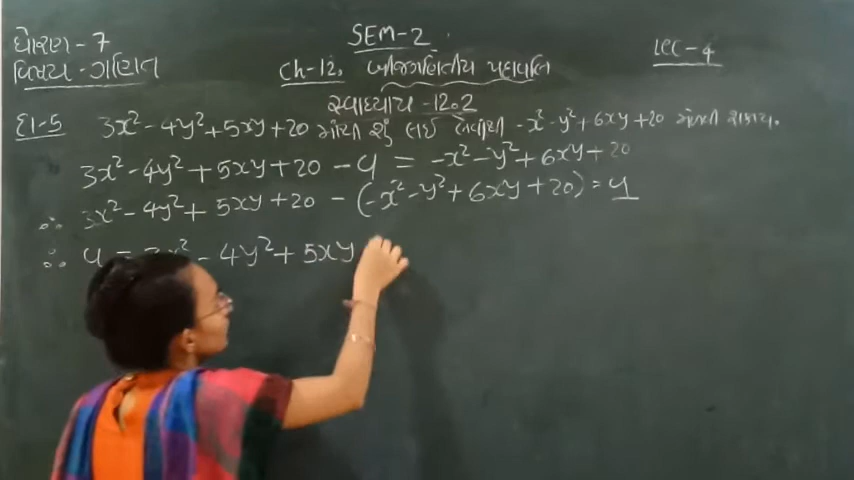 ધોરણ-7 SEM-2 LEC-4
વિષય-ગણિત Ch-12. બીજગણિતીય પદાવલિ
સ્વાધ્યાય-12.2
દા-5 3x²-4y²+5xy+20 માંથી શું લઈ લેવાથી -x²-y²+6xy+20 મેળવી શકાય.
3x²-4y²+5xy+20-y=-x²-y²+6xy+20
∴ 3x²-4y²+5xy+20-(-x²-y²+6xy+20)=y
∴ y=3x²-4y²+5xy